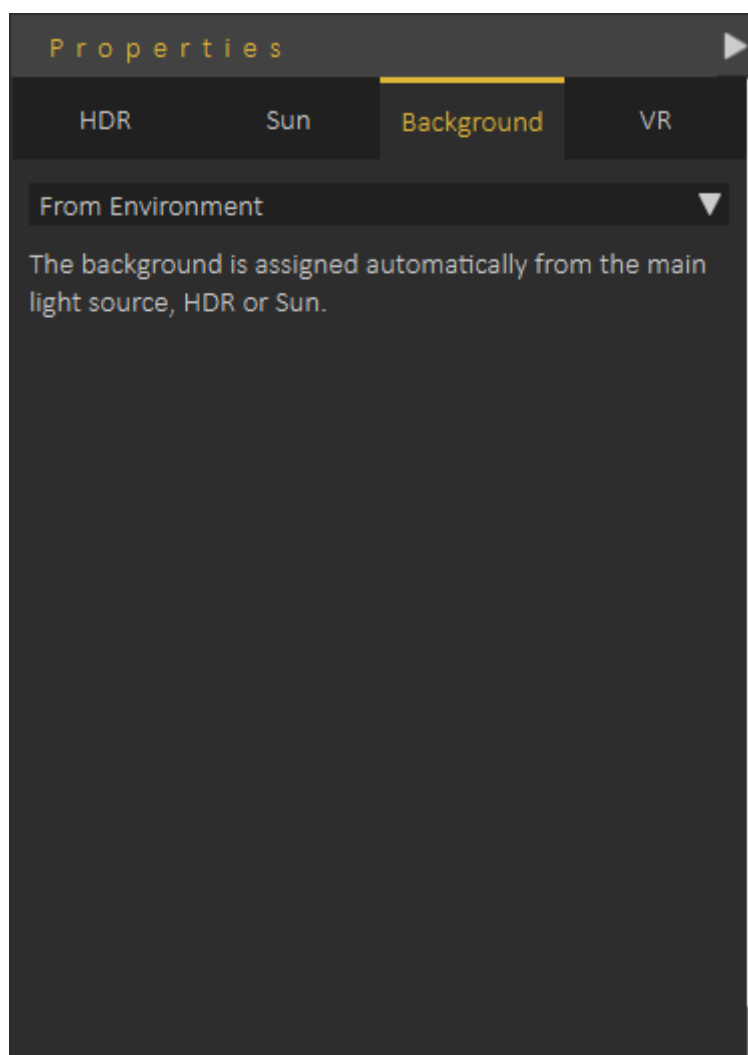 Properties
HDR Sun Background VR
From Environment
The background is assigned automatically from the main
light source, HDR or Sun.